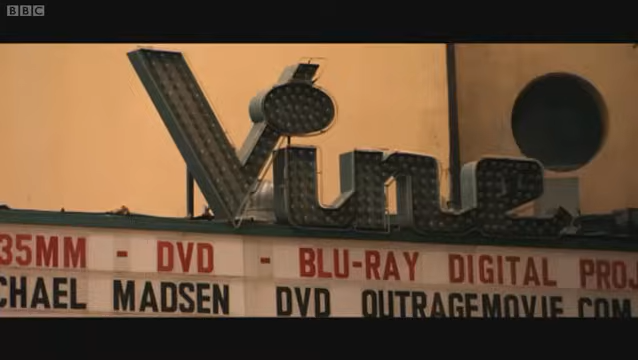 BBC
Vine
35MM - DVD - BLU-RAY DIGITAL PROJ
CHAEL MADSEN DVD OUTRAGEMOVIE.COM